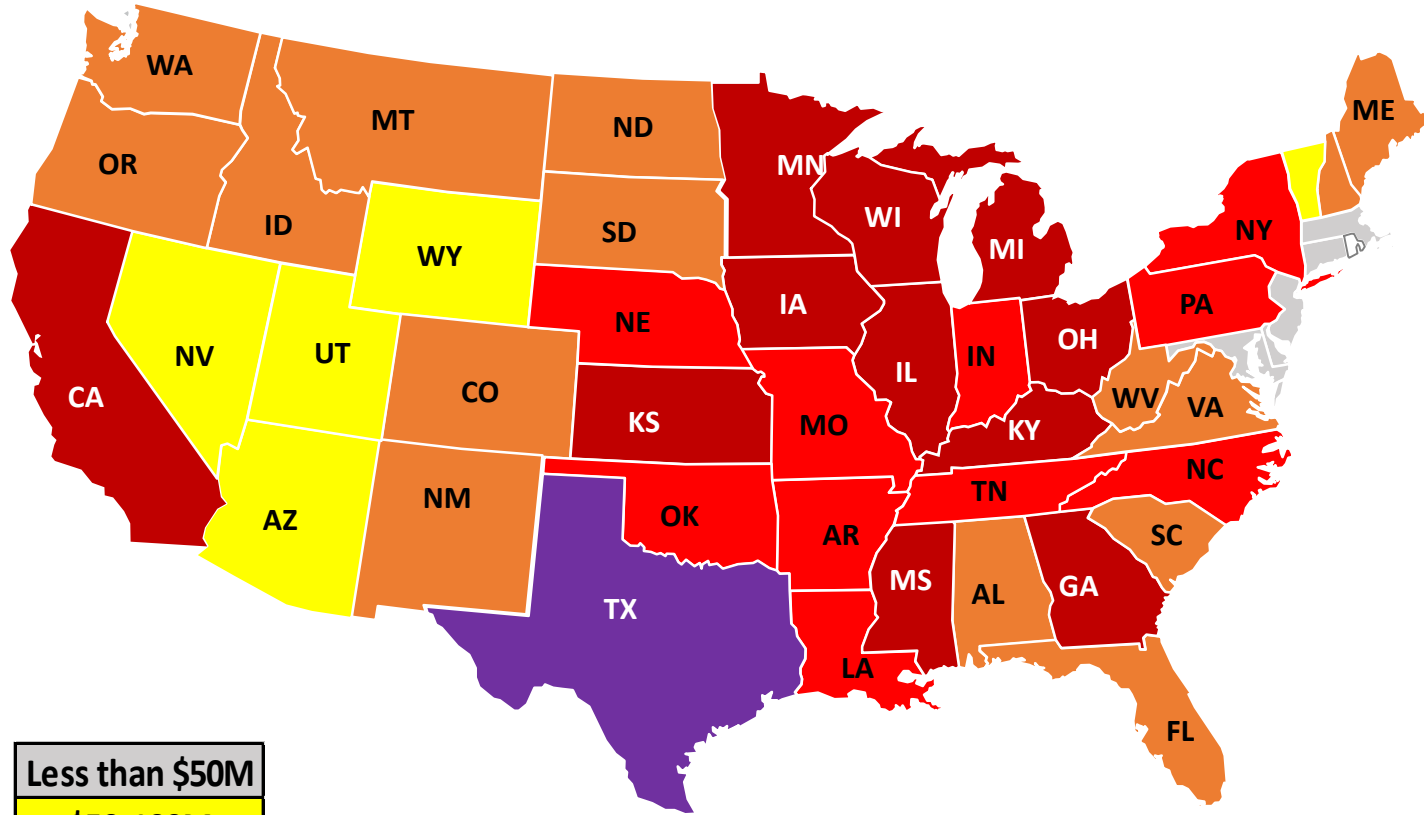 WA
MT
ND
ME
OR
MN
ID
SD
WI
NY
WY
MI
IA
PA
NE
OH
NV
UT
IN
IL
CO
CA
WV
VA
KS
MO
KY
NC
TN
NM
OK
AZ
AR
SC
MS
AL
GA
TX
LA
FL
Less than $50M